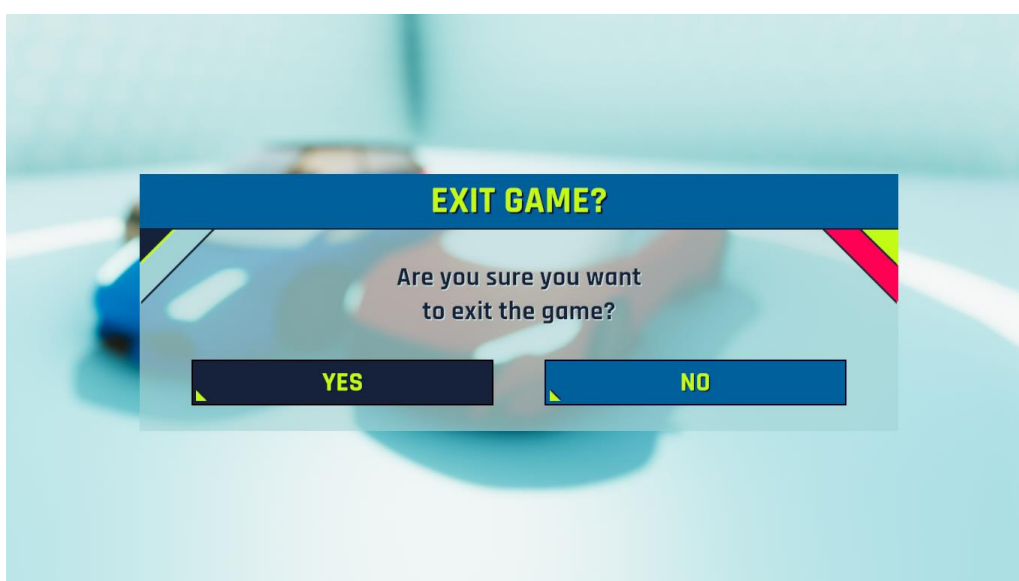 EXIT GAME?
Are you sure you want
to exit the game?
YES
NO